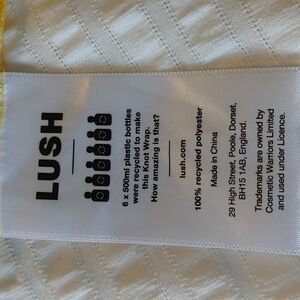 LUSH
6 x 500ml plastic bottles
were recycled to make
this Knot Wrap.
How amazing is that?
lush.com
100% recycled polyester
Made in China
29 High Street, Poole, Dorset,
BH15 1AB, England.
Trademarks are owned by
Cosmetic Warriors Limited
and used under Licence.